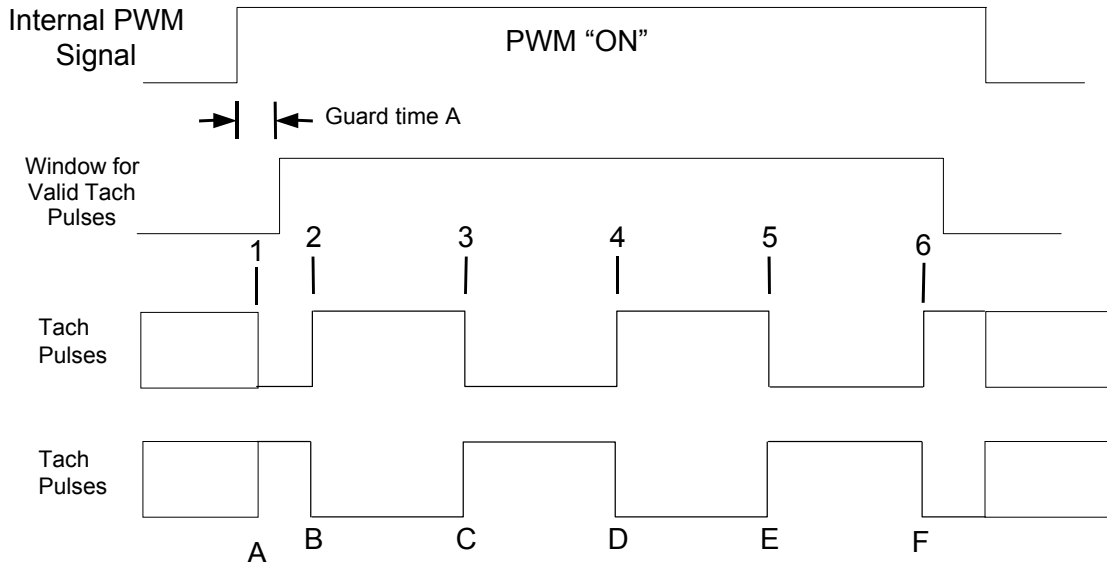 Internal PWM
Signal
PWM “ON”
Guard time A
Window for
Valid Tach
Pulses
1 2 3 4 5 6
Tach
Pulses
Tach
Pulses
A B C D E F